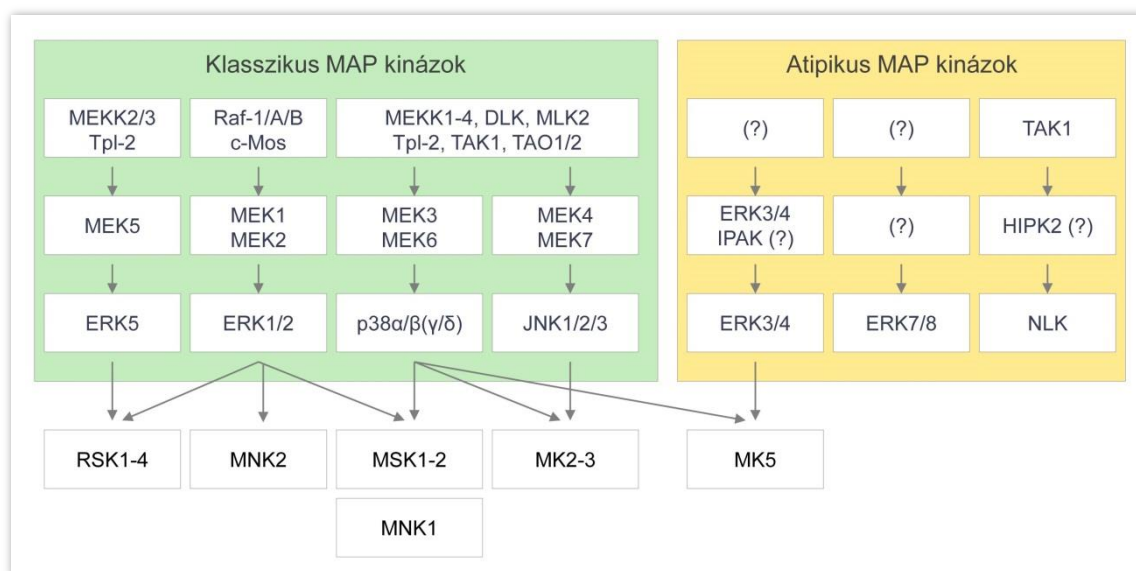 Klasszikus MAP kinázok
Atipikus MAP kinázok
MEKK2/3
Tpl-2
Raf-1/A/B
c-Mos
MEKK1-4, DLK, MLK2
Tpl-2, TAK1, TAO1/2
(?)
(?)
TAK1
MEK5
MEK1
MEK2
MEK3
MEK6
MEK4
MEK7
ERK3/4
IPAK (?)
(?)
HIPK2 (?)
ERK5
ERK1/2
p38α/β(γ/δ)
JNK1/2/3
ERK3/4
ERK7/8
NLK
RSK1-4
MNK2
MSK1-2
MK2-3
MK5
MNK1